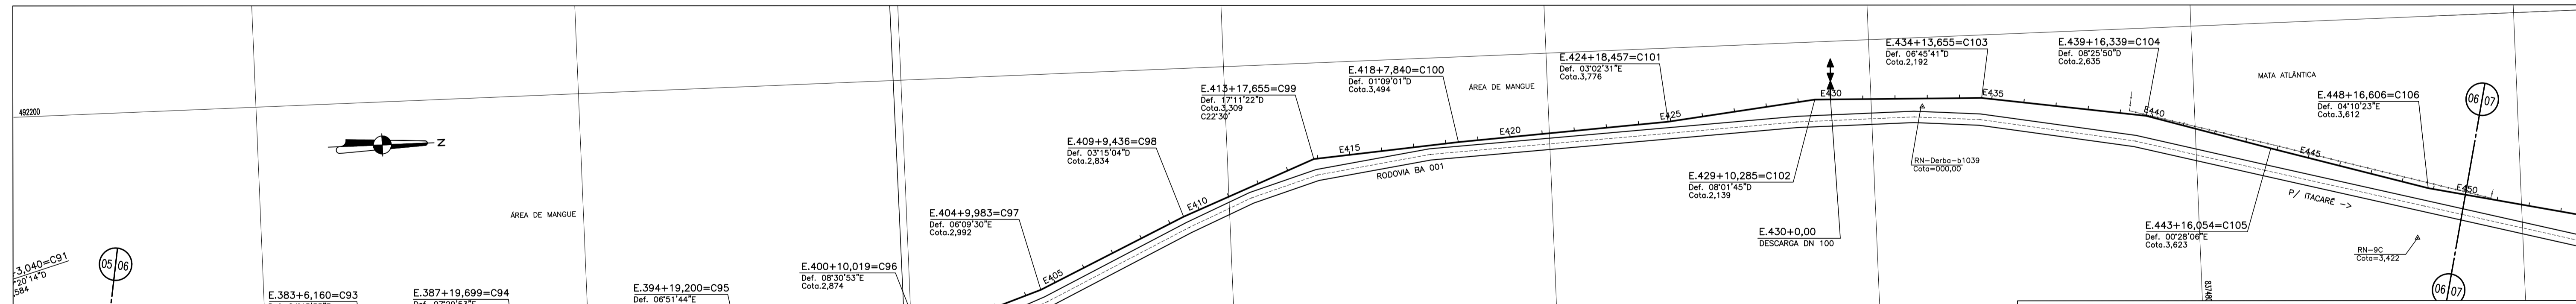 492200
N
ÁREA DE MANGUE
05 06
3,040=C91
°20'14"D
,584
E.383+6,160=C93
E.387+19,699=C94
E.394+19,200=C95
Def. 06°51'44"E
E.400+10,019=C96
Def. 08°30'53"E
Cota.2,874
E.404+9,983=C97
Def. 06°09'30"E
Cota.2,992
E405
E.409+9,436=C98
Def. 03°15'04"D
Cota.2,834
E410
E.413+17,655=C99
Def. 17°11'22"D
Cota.3,309
C22°30'
E415
E.418+7,840=C100
Def. 01°09'01"D
Cota.3,494
RODOVIA BA 001
ÁREA DE MANGUE
E420
E.424+18,457=C101
Def. 03°02'31"E
Cota.3,776
E425
E.429+10,285=C102
Def. 08°01'45"D
Cota.2,139
E430
E.430+0,00
DESCARGA DN 100
E.434+13,655=C103
Def. 06°45'41"D
Cota.2,192
E435
RN-Derba-b1039
Cota=000,00
E.439+16,339=C104
Def. 08°25'50"D
Cota.2,635
E440
MATA ATLÂNTICA
E.443+16,054=C105
Def. 00°28'06"E
Cota.3,623
E445
P/ ITACARÉ ->
E.448+16,606=C106
Def. 04°10'23"E
Cota.3,612
E450
RN-9C
Cota=3,422
06 07
06 07